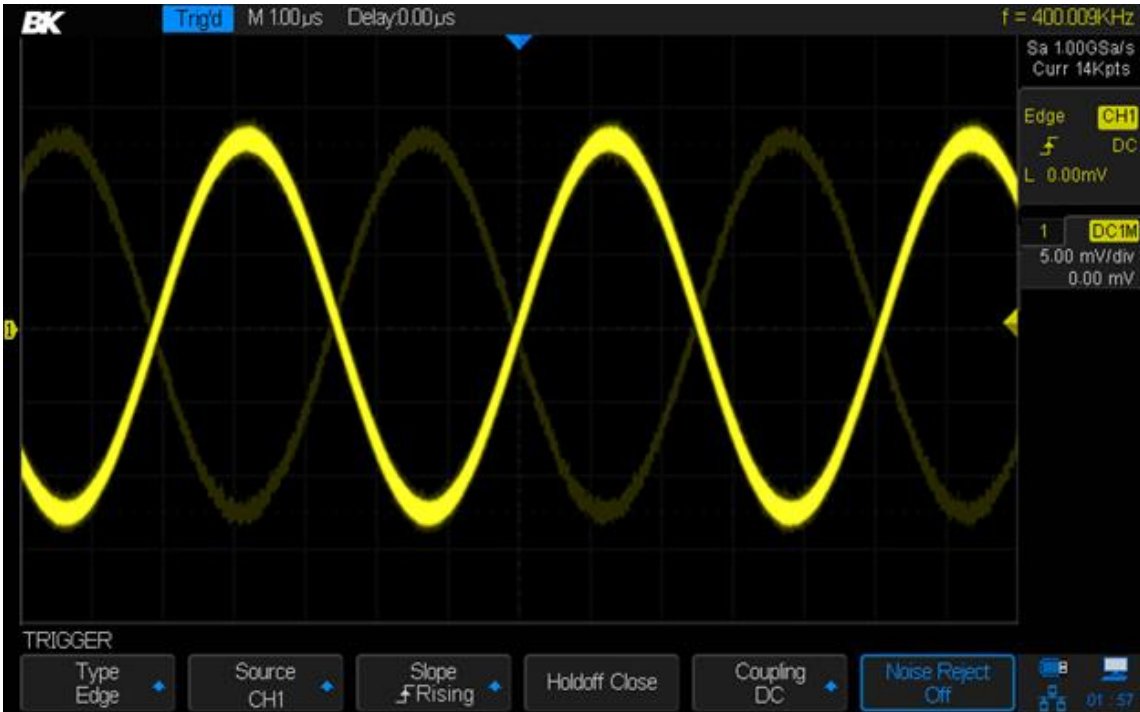 BK Trig'd M 1.00µs Delay:0.00µs f = 400.009KHz
Sa 1.00GSa/s
Curr 14Kpts
Edge CH1
DC
L 0.00mV
1 DC1M
5.00 mV/div
0.00 mV
1
TRIGGER
Type
Edge
Source
CH1
Slope
Rising
Holdoff Close
Coupling
DC
Noise Reject
Off
B
01:57